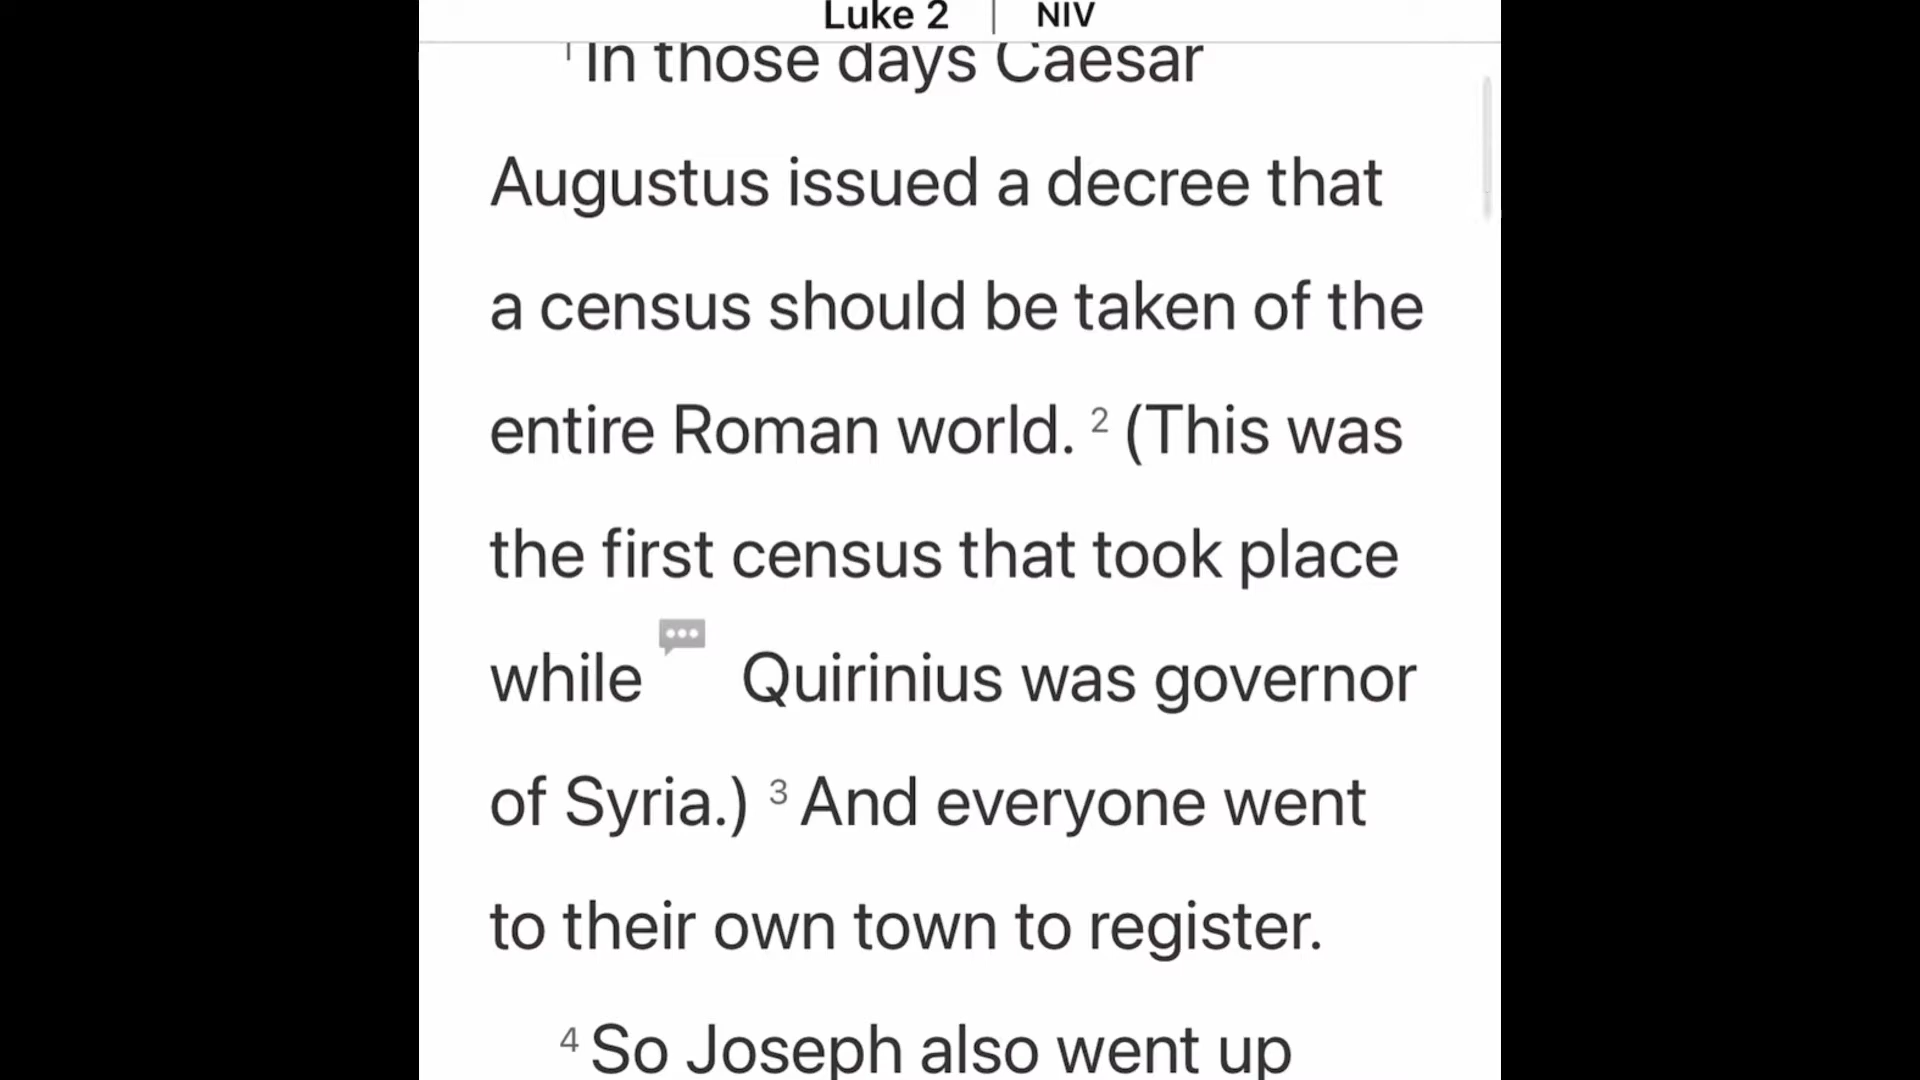 Luke 2 | NIV
1 In those days Caesar
Augustus issued a decree that
a census should be taken of the
entire Roman world. 2 (This was
the first census that took place
while Quirinius was governor
of Syria.) 3 And everyone went
to their own town to register.
4 So Joseph also went up